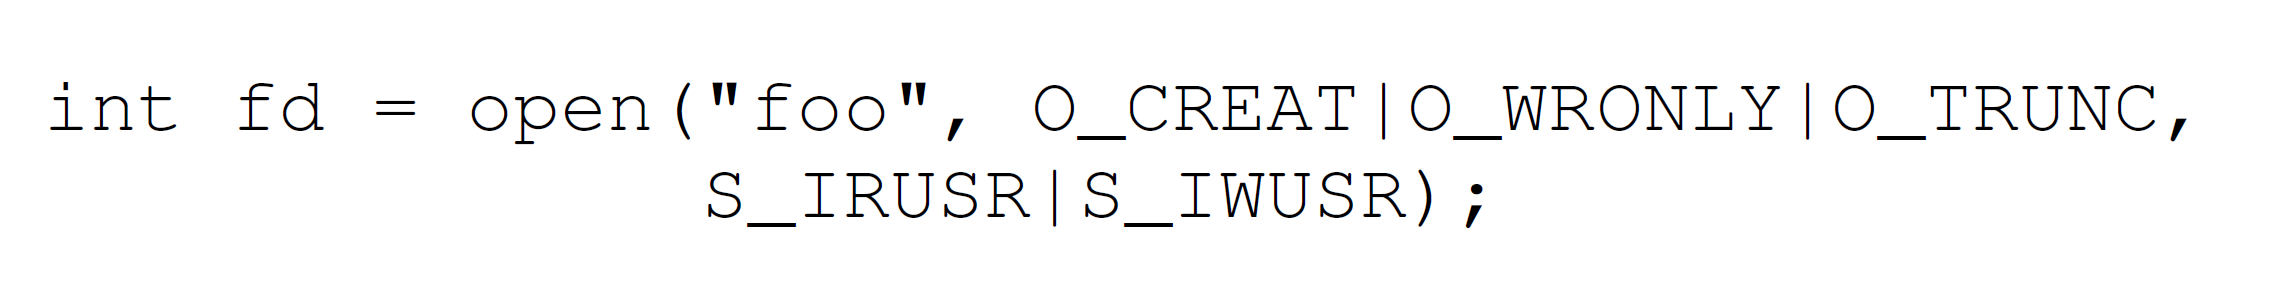 int fd = open("foo", O_CREAT|O_WRONLY|O_TRUNC,
S_IRUSR|S_IWUSR);